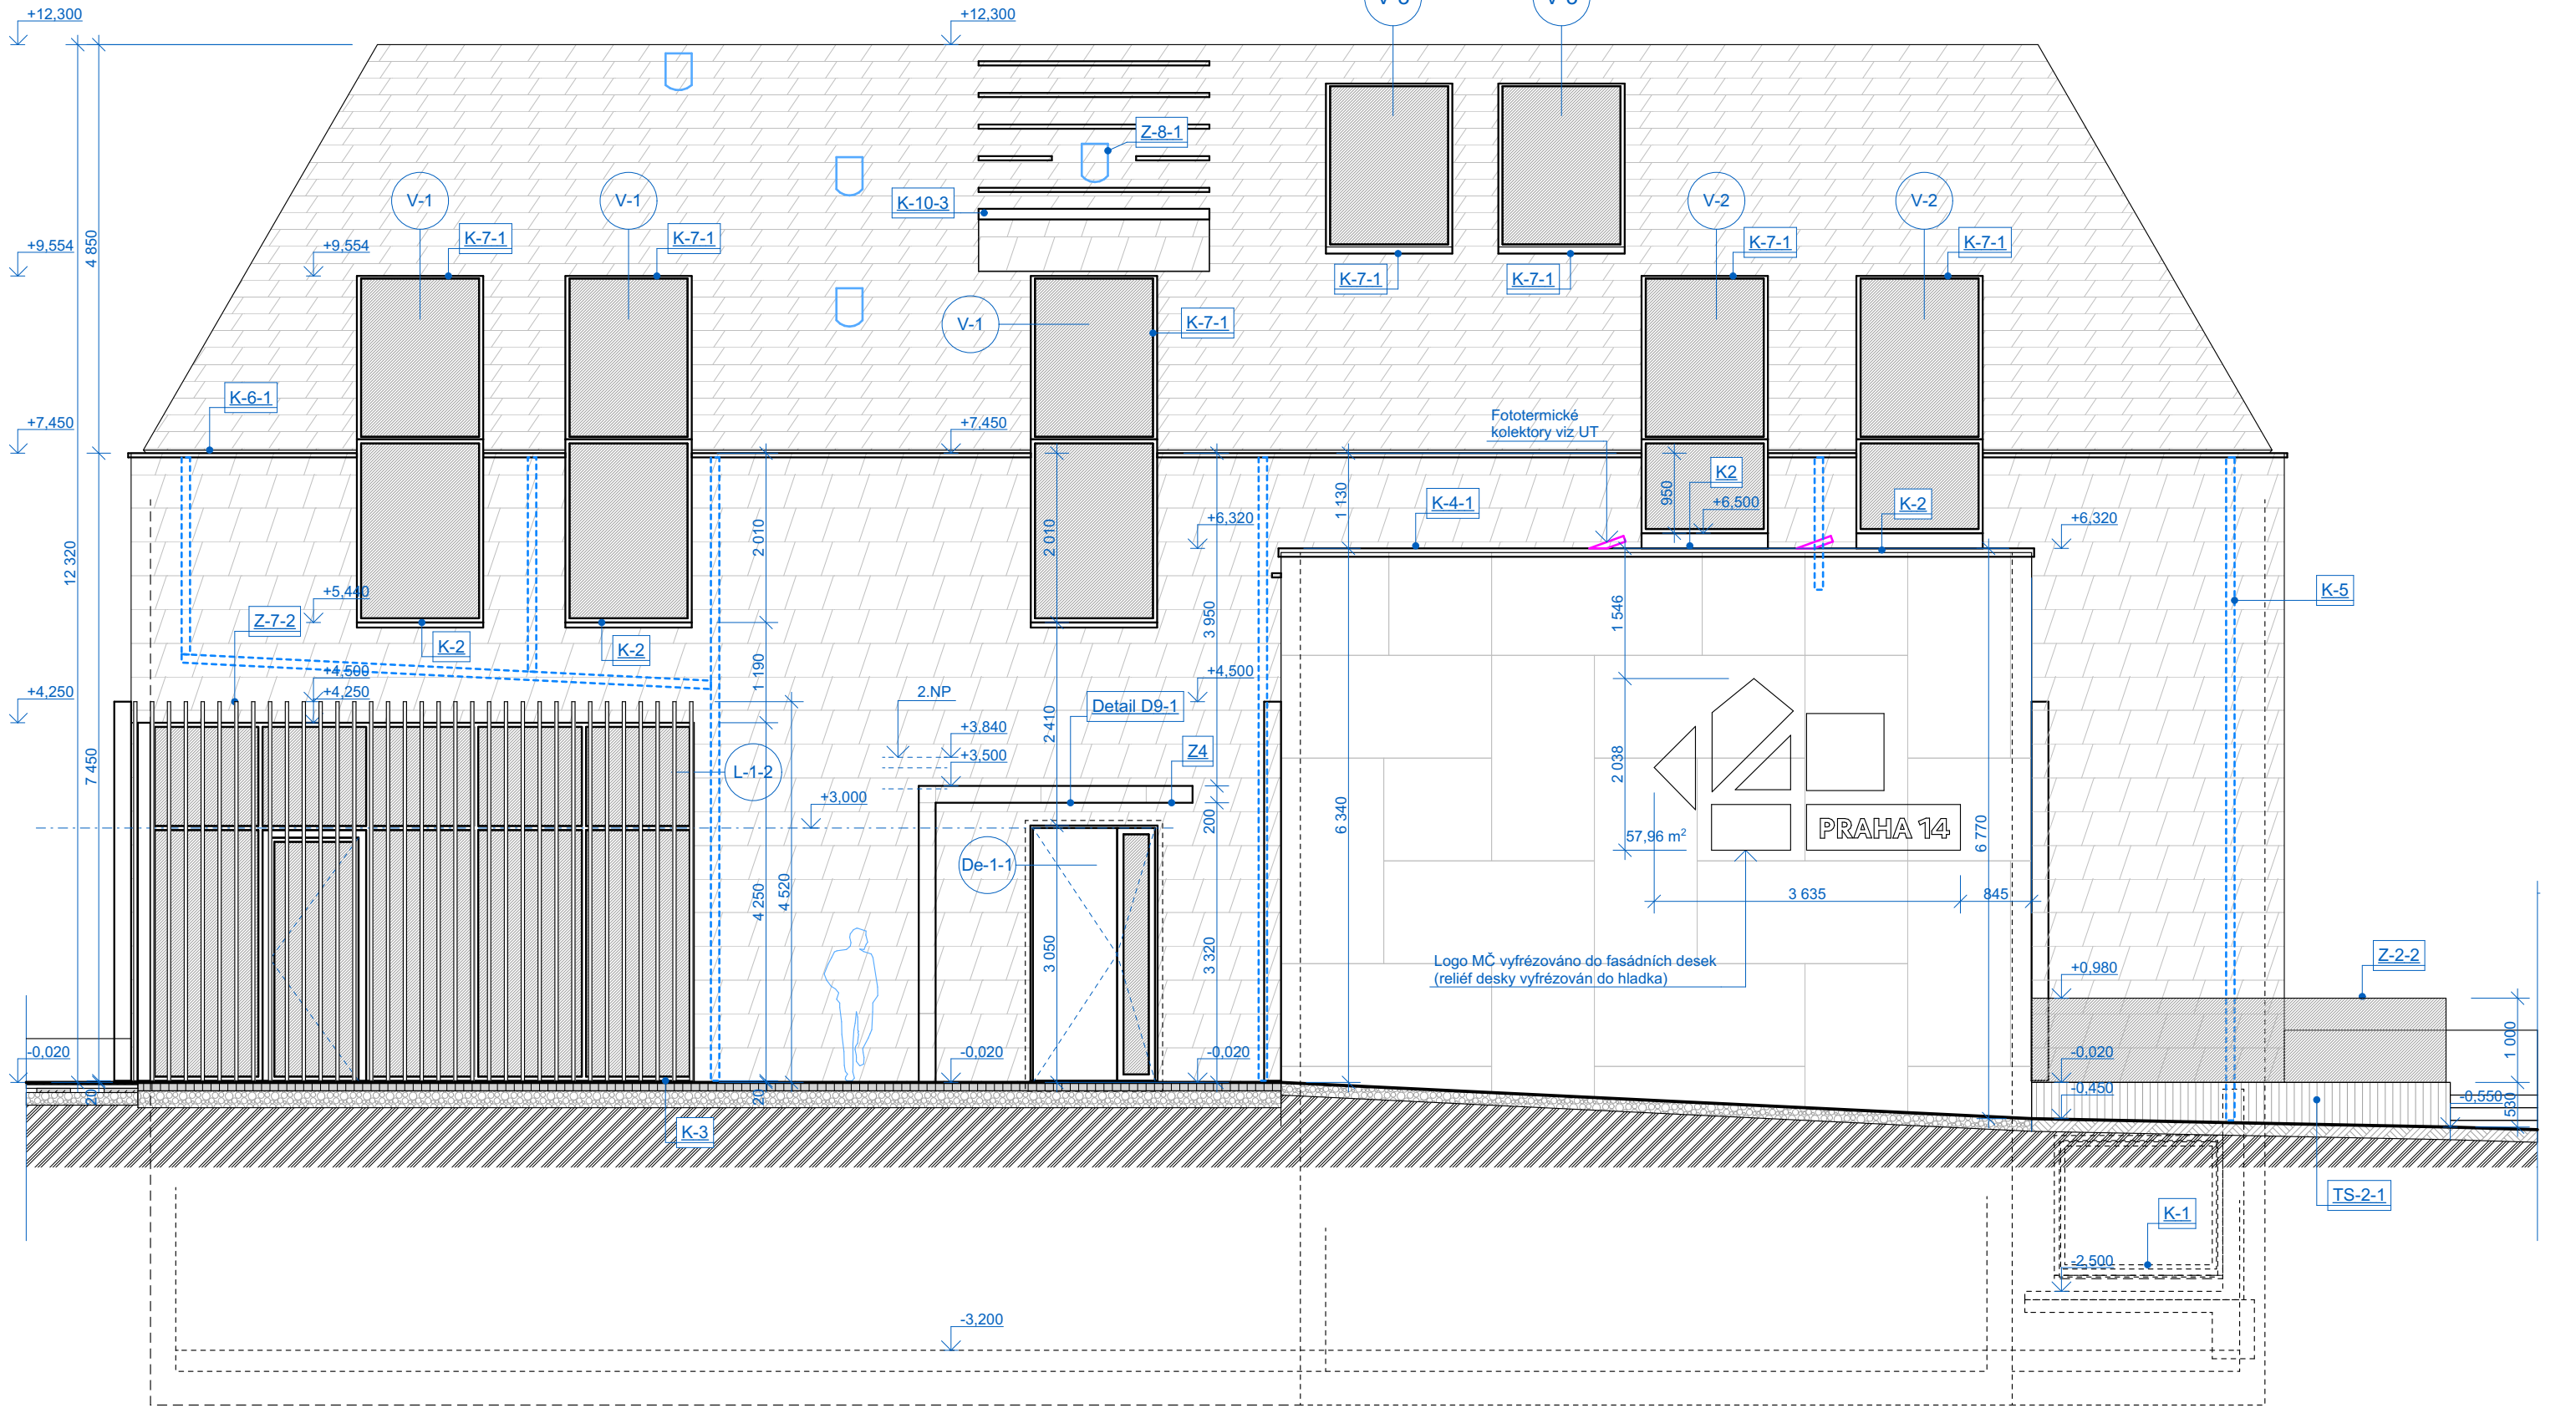 +12,300
+12,300
V-3
V-3
Z-8-1
V-1
V-1
K-10-3
V-2
V-2
K-7-1
K-7-1
K-7-1
K-7-1
+9,554
+9,554
4 850
K-7-1
K-7-1
V-1
K-7-1
K-6-1
+7,450
+7,450
Fototermické
kolektory viz UT
K2
950
+6,500
K-4-1
K-2
1 130
+6,320
+6,320
2 010
2 010
12 320
+5,440
Z-7-2
K-2
K-2
K-5
1 546
3 950
+4,500
+4,250
+4,250
1 190
+4,500
2.NP
Detail D9-1
2 410
+3,840
+3,500
Z4
7 450
L-1-2
2 038
+3,000
200
6 340
57,96 m2
PRAHA 14
6 770
De-1-1
4 250
4 520
3 635
845
3 050
3 320
Logo MČ vyfrézováno do fasádních desek
(reliéf desky vyfrézován do hladka)
Z-2-2
+0,980
1 000
-0,020
-0,020
-0,020
-0,020
-0,450
-0,550
530
20
20
K-3
TS-2-1
K-1
-2,500
-3,200